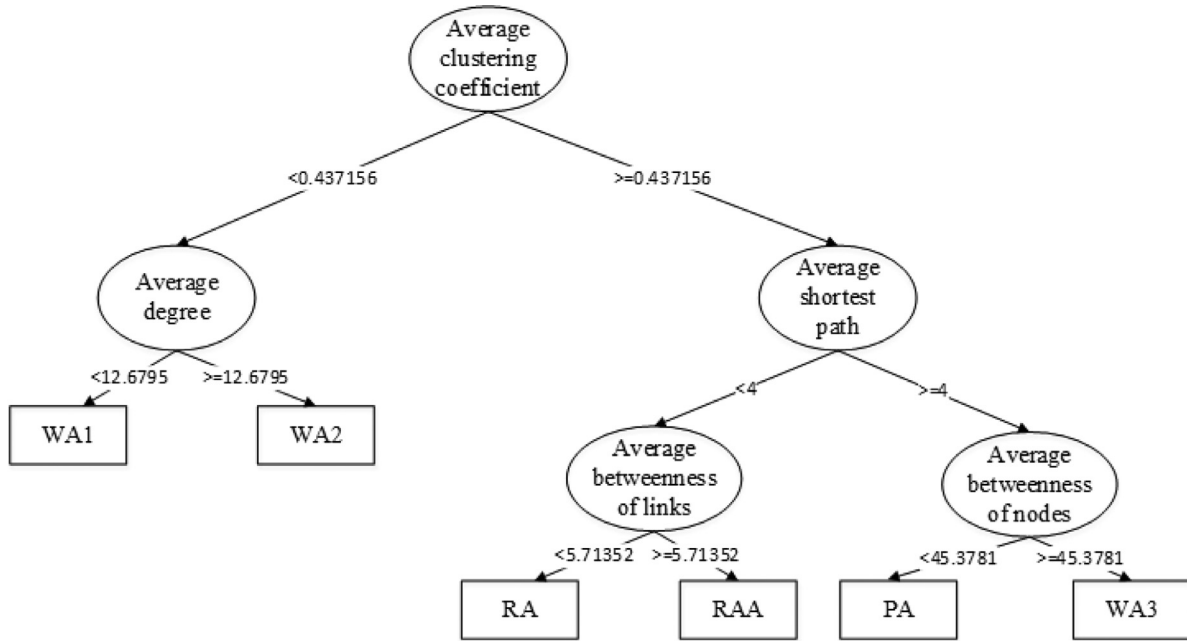 Average
clustering
coefficient
<0.437156
>=0.437156
Average
degree
Average
shortest
path
<12.6795
>=12.6795
<4
>=4
WA1
WA2
Average
betweenness
of links
Average
betweenness
of nodes
<5.71352
>=5.71352
<45.3781
>=45.3781
RA
RAA
PA
WA3